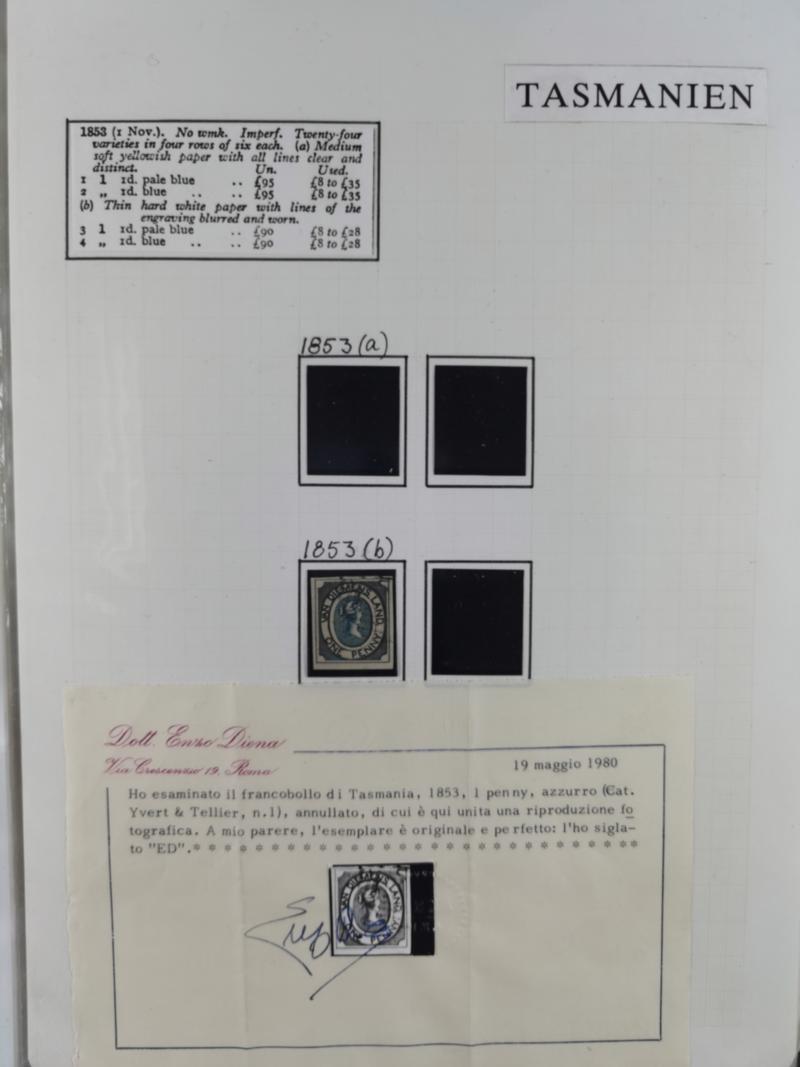 TASMANIEN
1853 (1 Nov.). No wmk. Imperf. Twenty-four
varieties in four rows of six each. (a) Medium
soft yellowish paper with all lines clear and
distinct. Un. Used.
1 1 1d. pale blue .. £95 £8 to £35
2 „ 1d. blue .. .. £95 £8 to £35
(b) Thin hard white paper with lines of the
engraving blurred and worn.
3 1 1d. pale blue .. £90 £8 to £28
4 „ 1d. blue .. .. £90 £8 to £28
1853 (a)
1853 (b)
VAN DIEMENS LAND
ONE PENNY
Dott. Enzo Diena
Via Crescenzio 19, Roma
19 maggio 1980
Ho esaminato il francobollo di Tasmania, 1853, 1 penny, azzurro (Cat.
Yvert & Tellier, n.1), annullato, di cui è qui unita una riproduzione fo
tografica. A mio parere, l'esemplare è originale e perfetto: l'ho sigla-
to "ED".* * * * * * * * * * * * * * * * * * * * * * * *
VAN DIEMENS LAND